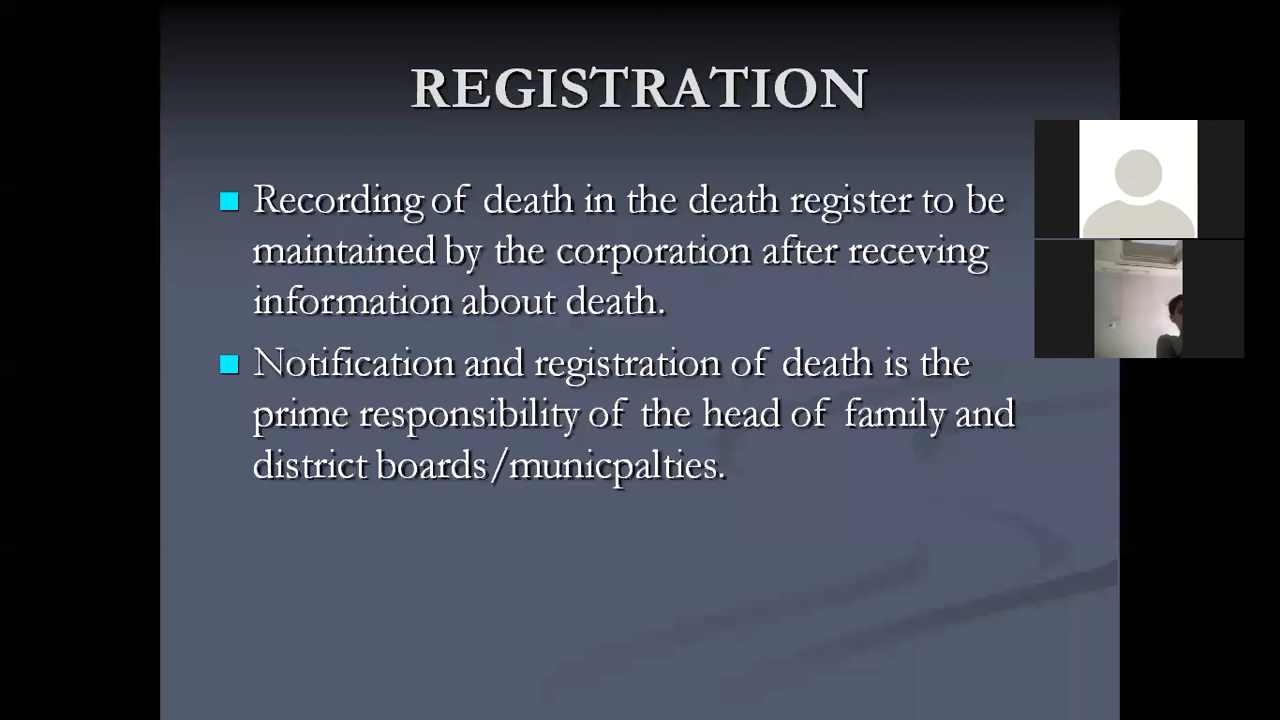 REGISTRATION
Recording of death in the death register to be
maintained by the corporation after receving
information about death.
Notification and registration of death is the
prime responsibility of the head of family and
district boards/municpalties.